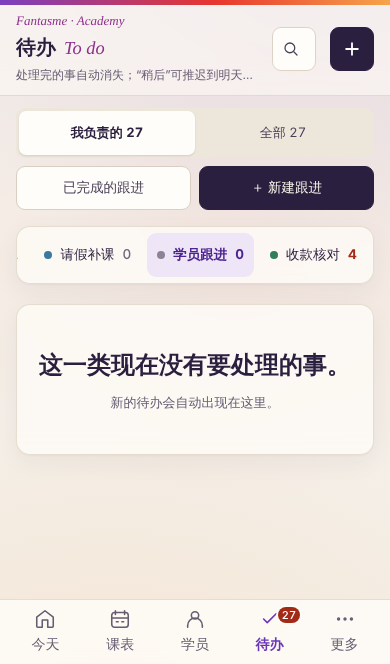 Fantasme · Academy
待办 To do
处理完的事自动消失；“稍后”可推迟到明天...
我负责的 27
全部 27
已完成的跟进
+ 新建跟进
请假补课 0
学员跟进 0
收款核对 4
这一类现在没有要处理的事。
新的待办会自动出现在这里。
27
今天
课表
学员
待办
更多